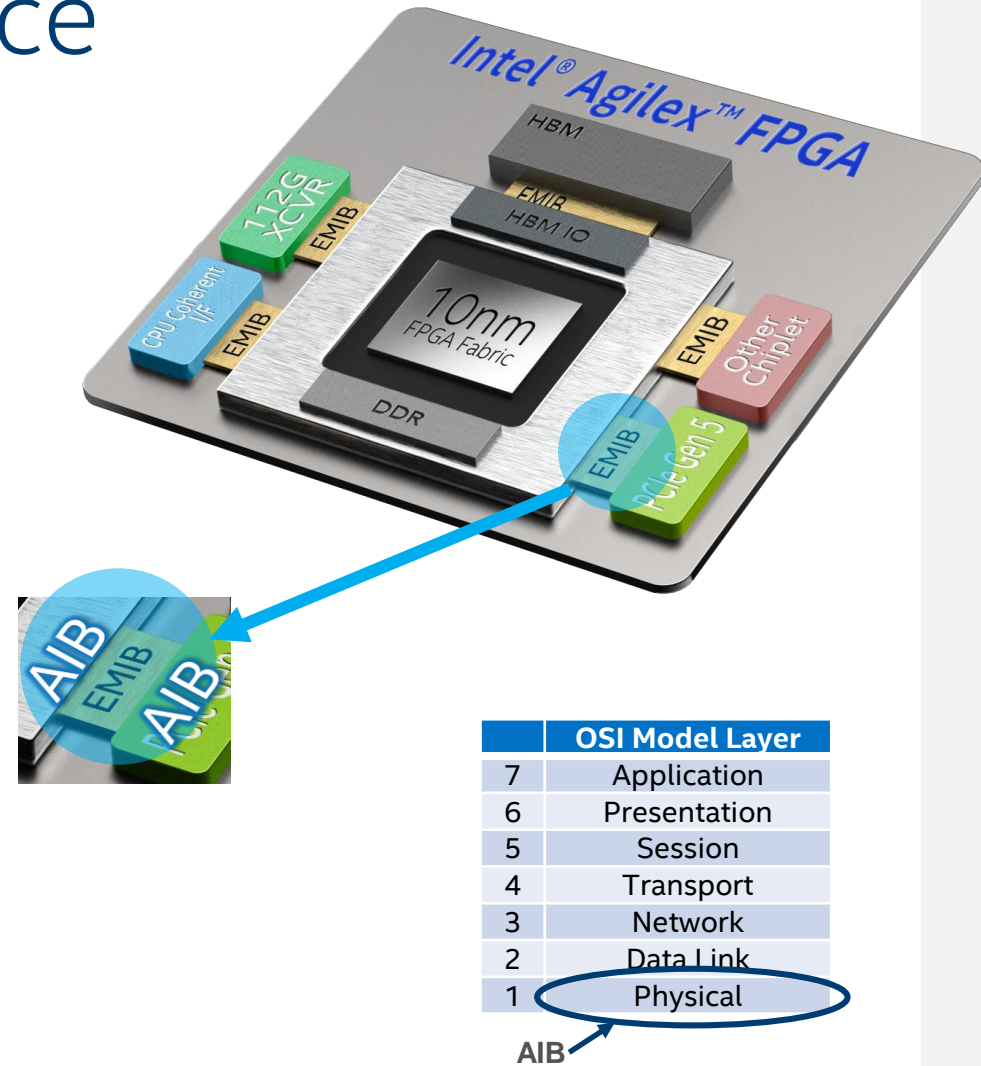 ce
Intel® Agilex™ FPGA
HBM
EMIB
HBM IO
112G
XCVR
EMIB
CPU Coherent
I/F
EMIB
10nm
FPGA Fabric
DDR
EMIB
Other
Chiplet
EMIB
PCIe Gen 5
AIB
EMIB
AIB
PCIe Gen
OSI Model Layer
7 Application
6 Presentation
5 Session
4 Transport
3 Network
2 Data Link
1 Physical
AIB